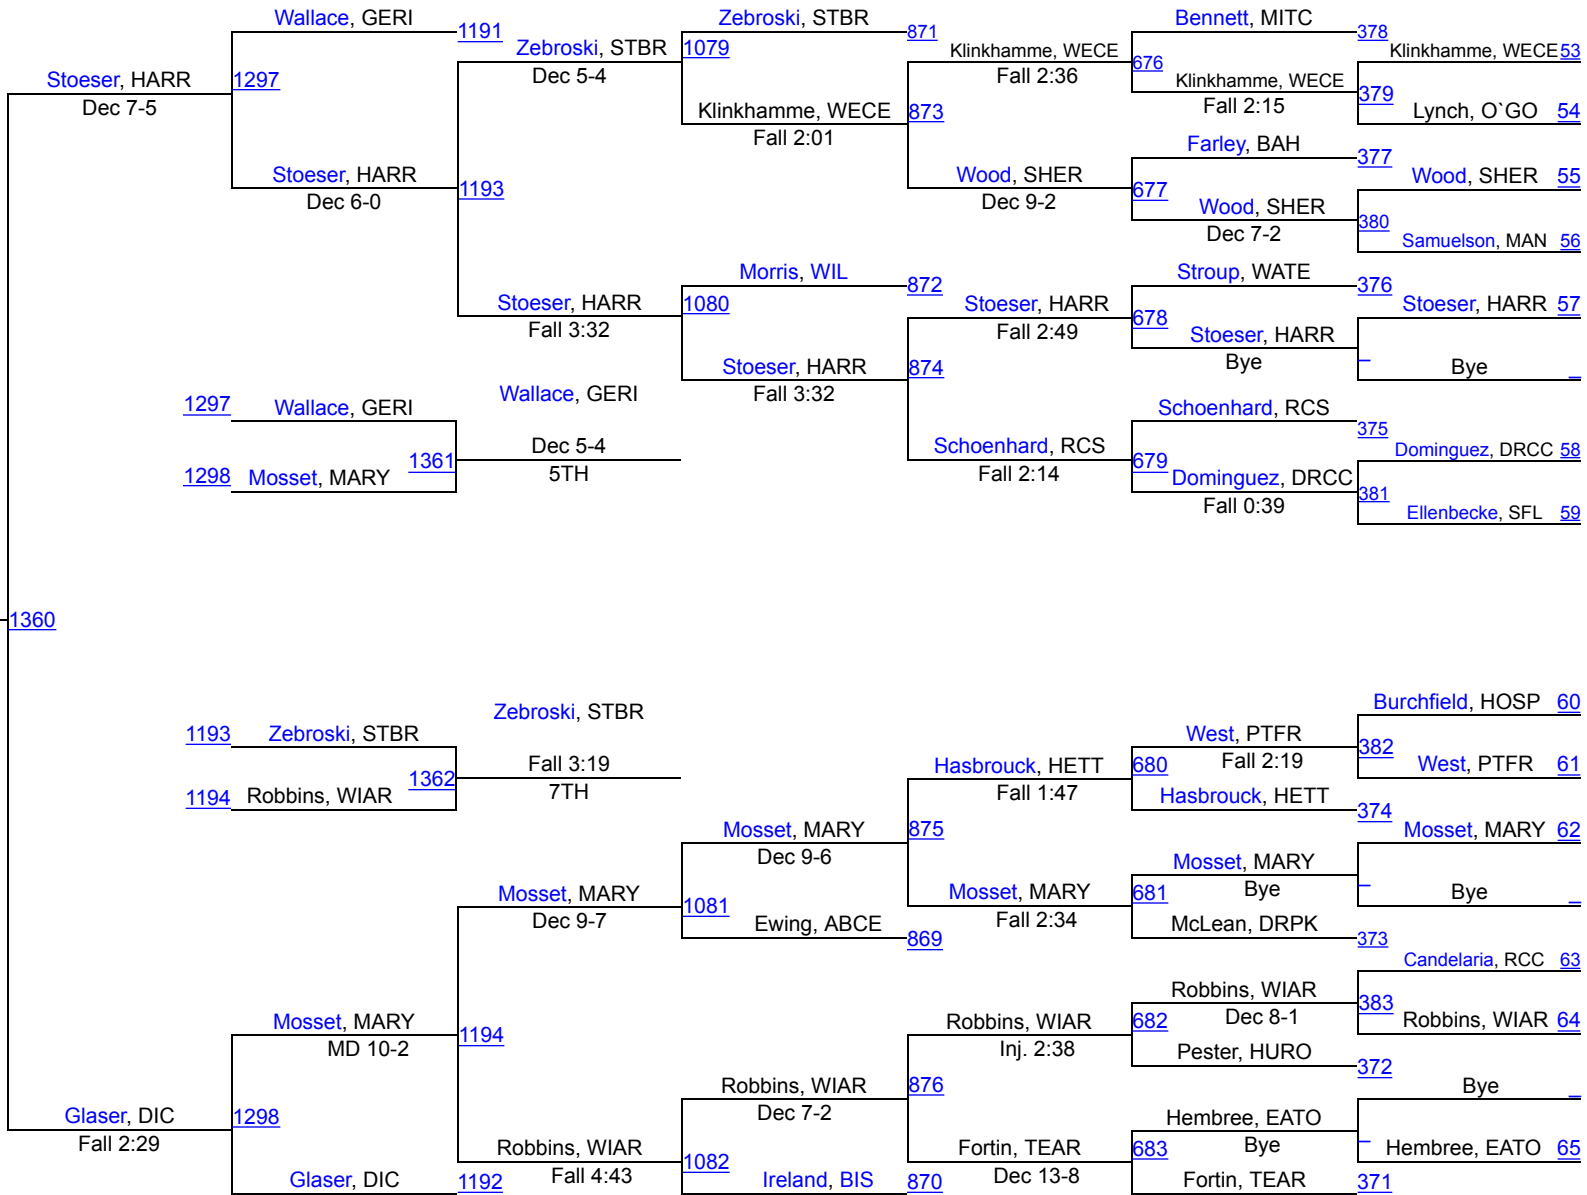 Wallace, GERI
1191
Zebroski, STBR
871
Bennett, MITC
378
Klinkhamme, WECE 53
Stoeser, HARR
Dec 7-5
1297
Zebroski, STBR
Dec 5-4
1079
Klinkhamme, WECE
Fall 2:36
676
Klinkhamme, WECE
Fall 2:15
379
Lynch, O`GO 54
Klinkhamme, WECE
Fall 2:01
873
Farley, BAH
377
Wood, SHER 55
Stoeser, HARR
Dec 6-0
1193
Wood, SHER
Dec 9-2
677
Wood, SHER
Dec 7-2
380
Samuelson, MAN 56
Morris, WIL
872
Stroup, WATE
376
Stoeser, HARR 57
Stoeser, HARR
Fall 3:32
1080
Stoeser, HARR
Fall 2:49
678
Stoeser, HARR
Bye
_
Bye _
Stoeser, HARR
Fall 3:32
874
1297 Wallace, GERI
Wallace, GERI
Schoenhard, RCS
375
Dominguez, DRCC 58
1361
Dec 5-4
5TH
Schoenhard, RCS
Fall 2:14
679
Dominguez, DRCC
Fall 0:39
381
1298 Mosset, MARY
Ellenbecke, SFL 59
1360
Burchfield, HOSP 60
Zebroski, STBR
1193 Zebroski, STBR
West, PTFR
Fall 2:19
382
West, PTFR 61
1362
Fall 3:19
7TH
Hasbrouck, HETT
Fall 1:47
680
1194 Robbins, WIAR
Hasbrouck, HETT
374
Mosset, MARY 62
Mosset, MARY
Dec 9-6
875
Mosset, MARY
Bye
_
Bye _
Mosset, MARY
Dec 9-7
1081
Mosset, MARY
Fall 2:34
681
Ewing, ABCE
869
McLean, DRPK
373
Candelaria, RCC 63
Mosset, MARY
MD 10-2
1194
Robbins, WIAR
Inj. 2:38
682
Robbins, WIAR
Dec 8-1
383
Robbins, WIAR 64
Pester, HURO
372
Robbins, WIAR
Dec 7-2
876
Bye _
Glaser, DIC
Fall 2:29
1298
Hembree, EATO
Bye
_
Hembree, EATO 65
Robbins, WIAR
Fall 4:43
1082
Fortin, TEAR
Dec 13-8
683
Glaser, DIC
1192
Ireland, BIS
870
Fortin, TEAR
371